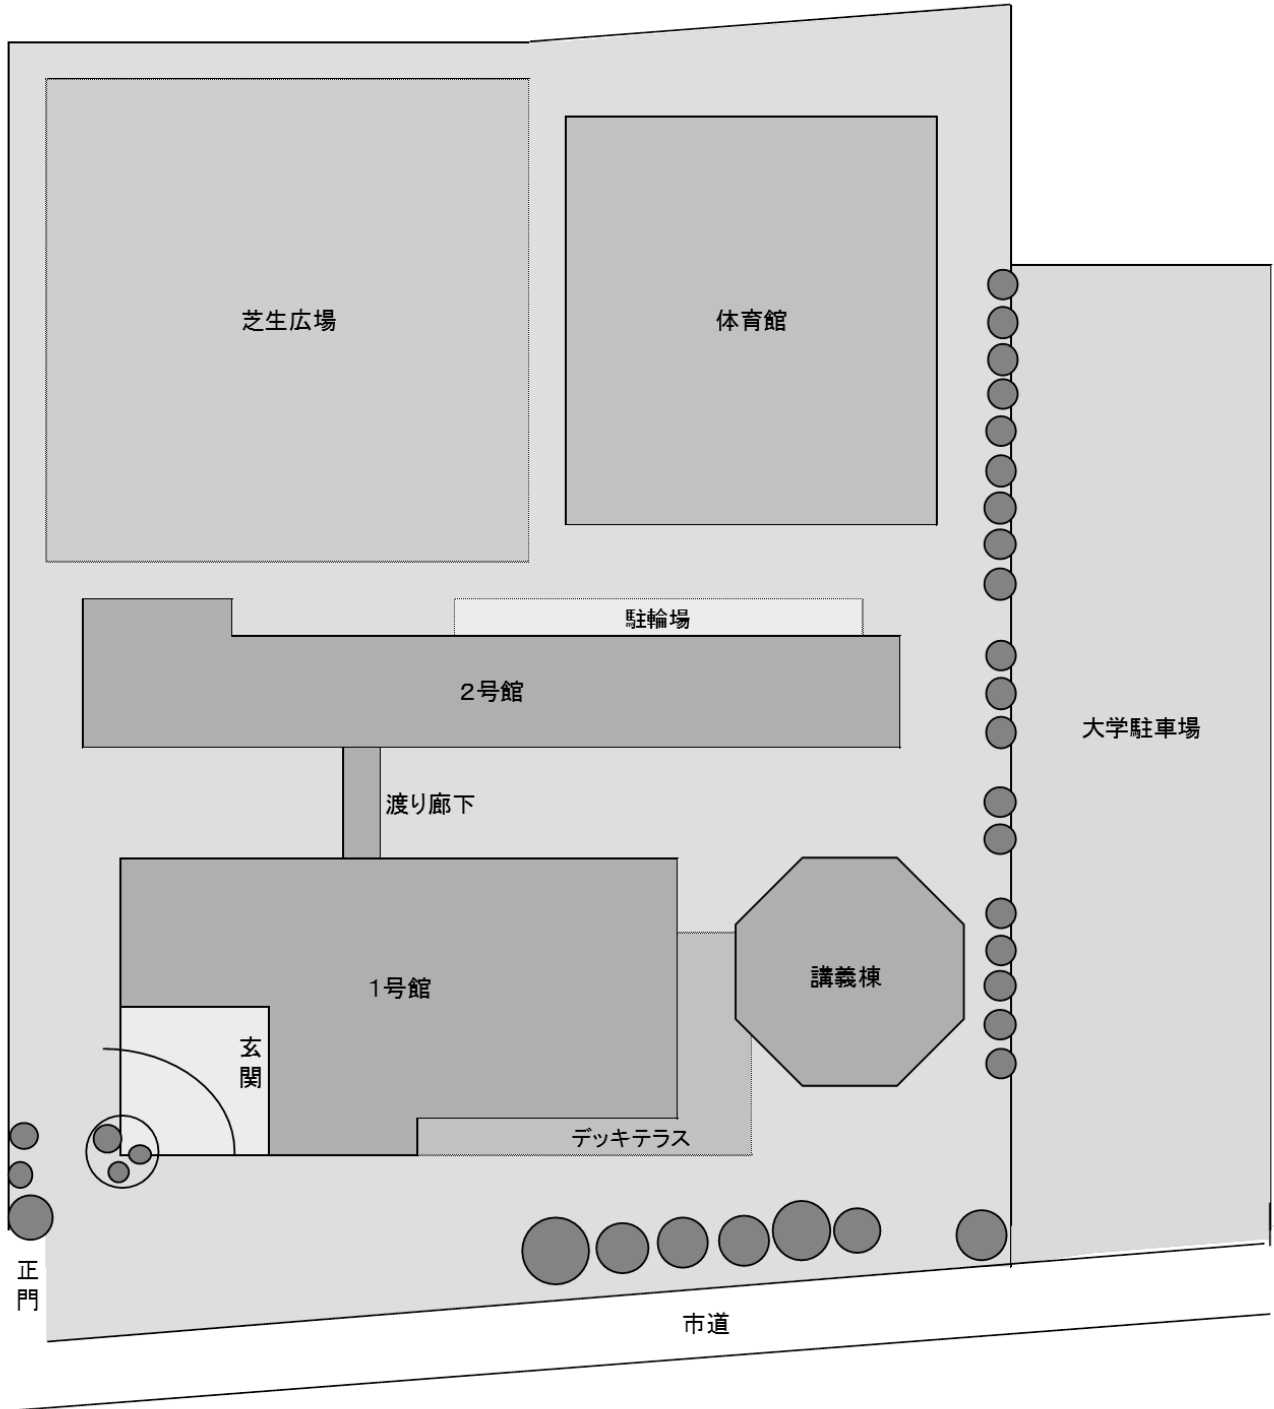 芝生広場
体育館
駐輪場
２号館
大学駐車場
渡り廊下
1号館
講義棟
玄関
デッキテラス
正門
市道